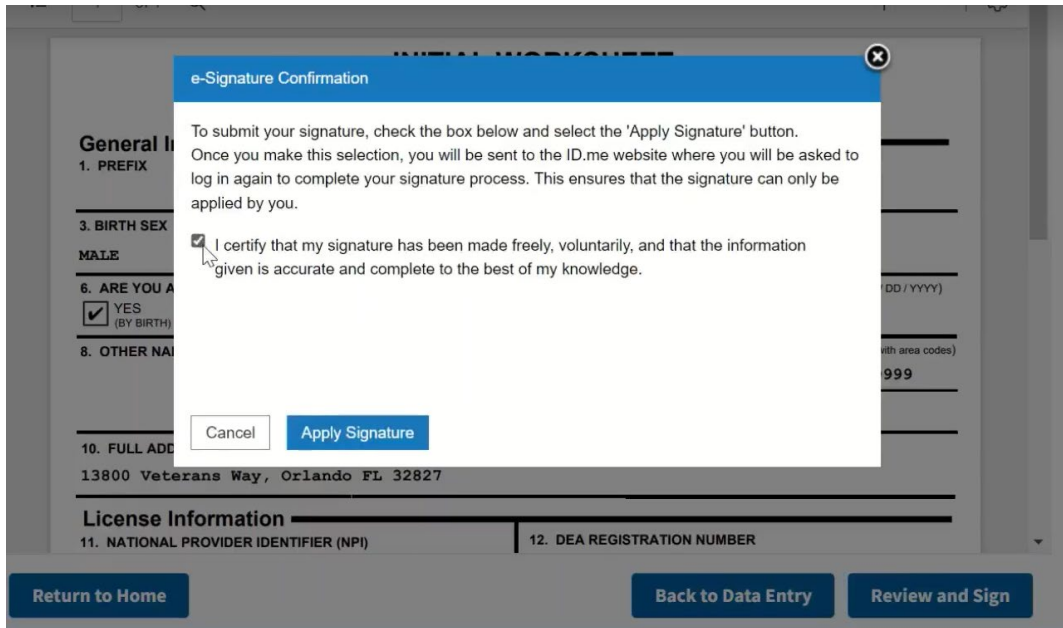 e-Signature Confirmation
To submit your signature, check the box below and select the 'Apply Signature' button.
Once you make this selection, you will be sent to the ID.me website where you will be asked to
log in again to complete your signature process. This ensures that the signature can only be
applied by you.
I certify that my signature has been made freely, voluntarily, and that the information
given is accurate and complete to the best of my knowledge.
Cancel
Apply Signature
General
1. PREFIX
3. BIRTH SEX
MALE
6. ARE YOU A
DD / YYYY)
YES
(BY BIRTH)
8. OTHER
with area codes)
999
10. FULL
13800 Veterans Way, Orlando FL 32827
License Information
11. NATIONAL PROVIDER IDENTIFIER (NPI)
12. DEA REGISTRATION NUMBER
Return to Home
Back to Data Entry
Review and Sign